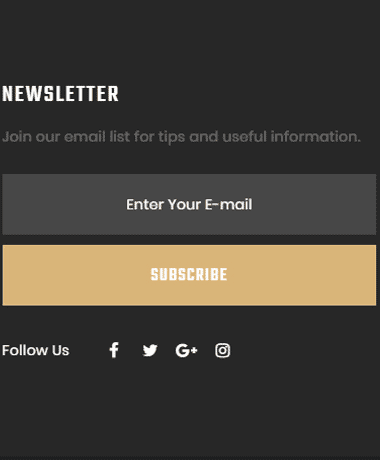 NEWSLETTER
Join our email list for tips and useful information.
Enter Your E-mail
SUBSCRIBE
Follow Us